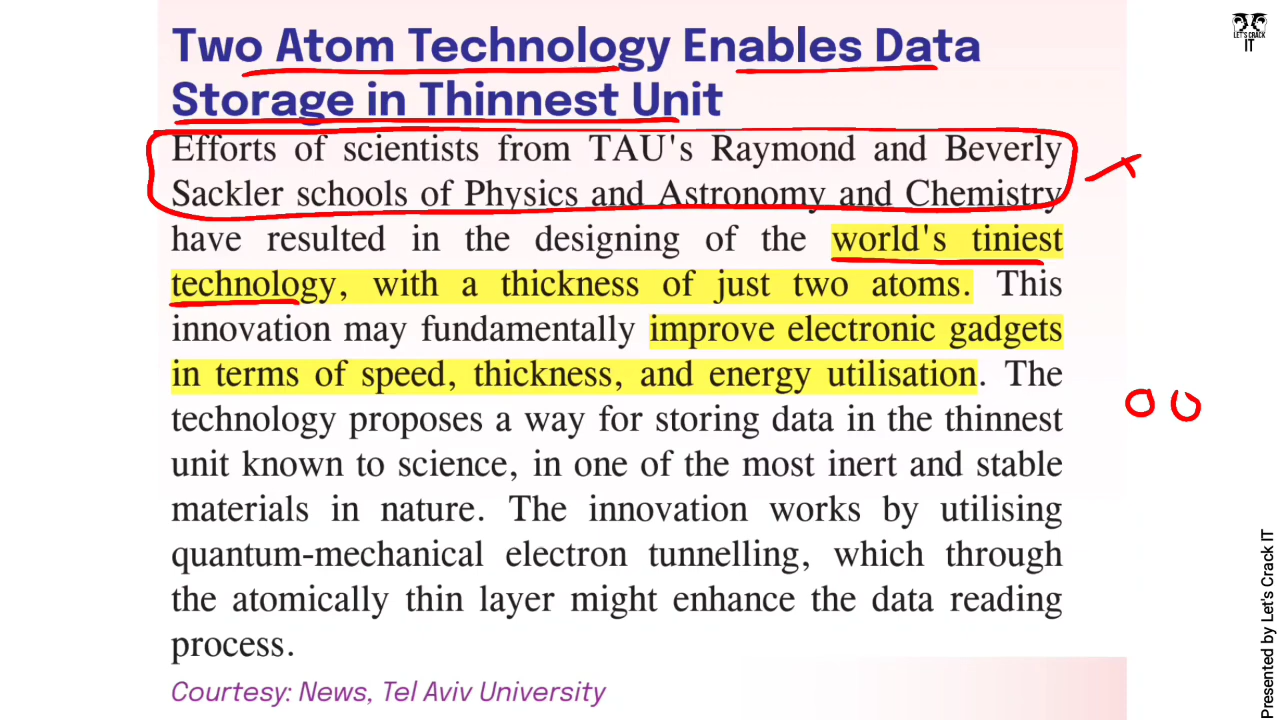 Two Atom Technology Enables Data
Storage in Thinnest Unit
Efforts of scientists from TAU's Raymond and Beverly
Sackler schools of Physics and Astronomy and Chemistry
have resulted in the designing of the world's tiniest
technology, with a thickness of just two atoms. This
innovation may fundamentally improve electronic gadgets
in terms of speed, thickness, and energy utilisation. The
technology proposes a way for storing data in the thinnest
unit known to science, in one of the most inert and stable
materials in nature. The innovation works by utilising
quantum-mechanical electron tunnelling, which through
the atomically thin layer might enhance the data reading
process.
Courtesy: News, Tel Aviv University
LET'S CRACK
IT
Presented by Let's Crack IT